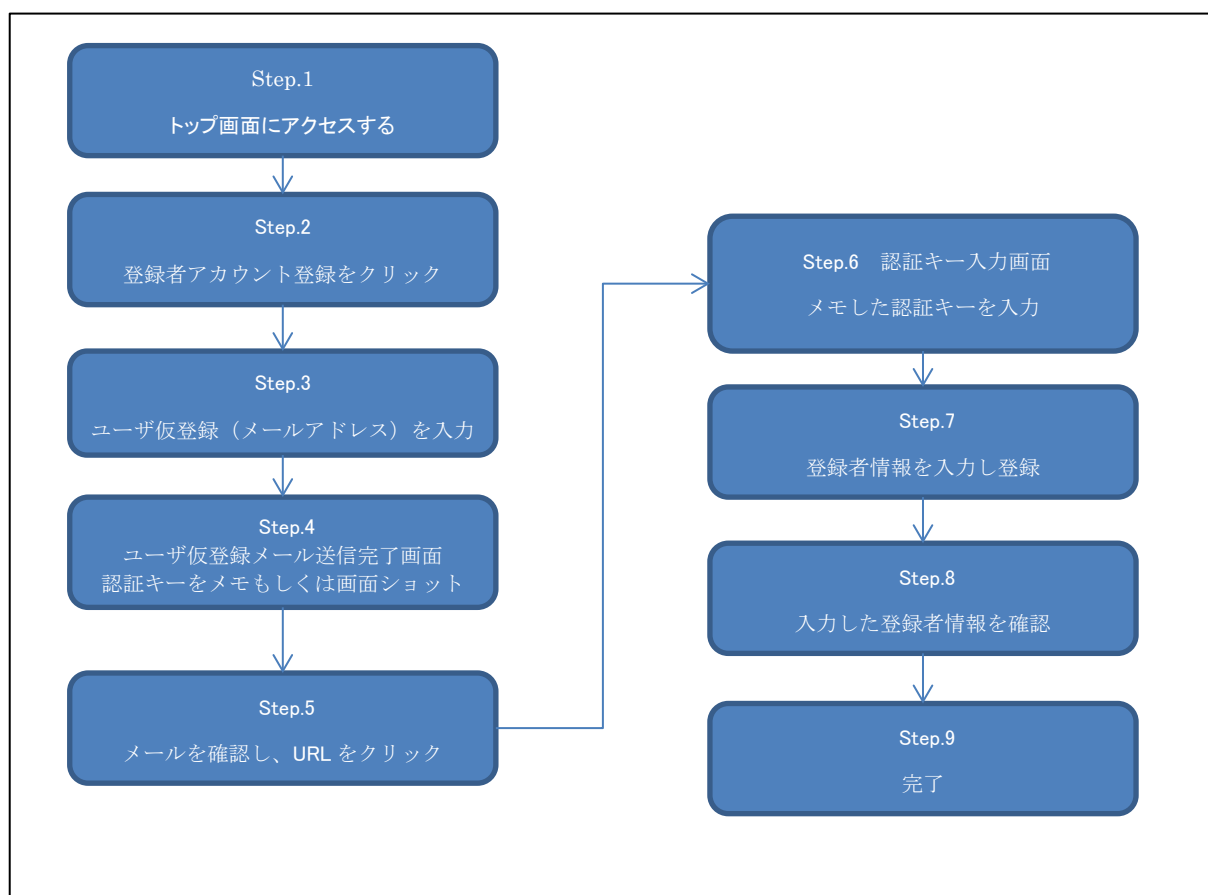 Step.1
トップ画面にアクセスする
Step.2
登録者アカウント登録をクリック
Step.3
ユーザ仮登録（メールアドレス）を入力
Step.4
ユーザ仮登録メール送信完了画面
認証キーをメモもしくは画面ショット
Step.5
メールを確認し、URL をクリック
Step.6　認証キー入力画面
メモした認証キーを入力
Step.7
登録者情報を入力し登録
Step.8
入力した登録者情報を確認
Step.9
完了